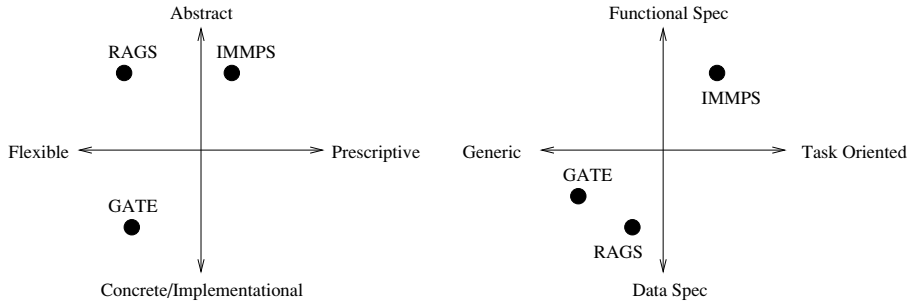 Abstract
RAGS
IMMPS
Flexible
Prescriptive
GATE
Concrete/Implementational
Functional Spec
IMMPS
Generic
Task Oriented
GATE
RAGS
Data Spec